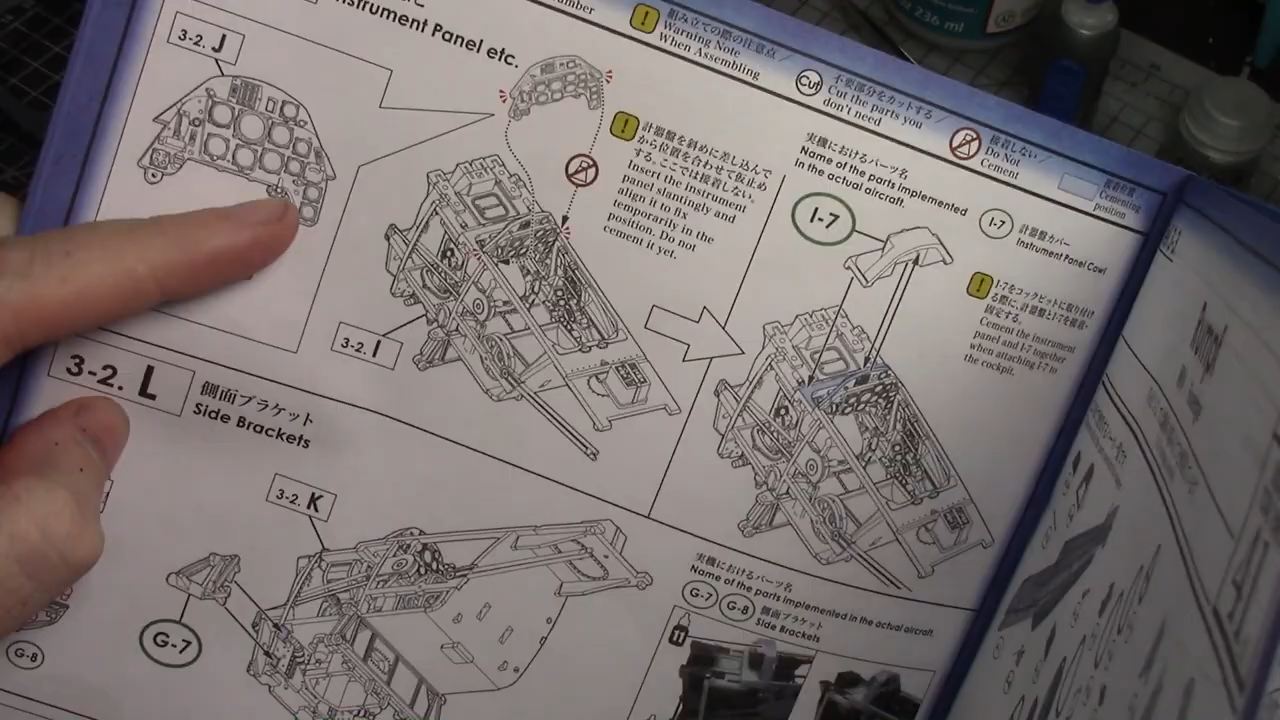 Instrument Panel etc.
3-2. J
組み立ての際の注意点
Warning Note
When Assembling
Cut
不要部分をカットする
Cut the parts you
don't need
接着しない
Do Not
Cement
Cementing
position
236 ml
計器盤を斜めに差し込んで
から位置を合わせて仮止め
する。ここでは接着しない。
Insert the instrument
panel slantingly and
align it to fix
temporarily in the
position. Do not
cement it yet.
3-2. I
実機におけるパーツ名
Name of the parts implemented
in the actual aircraft.
I-7
I-7
計器盤カバー
Instrument Panel Cowl
I-7をコックピットに取り付け
る際に、計器盤とI-7を接着・
固定する。
Cement the instrument
panel and I-7 together
when attaching I-7 to
the cockpit.
3-2. L
側面ブラケット
Side Brackets
3-2. K
G-7
G-8
実機におけるパーツ名
Name of the parts implemented in the actual aircraft.
G-7
G-8
側面ブラケット
Side Brackets
11